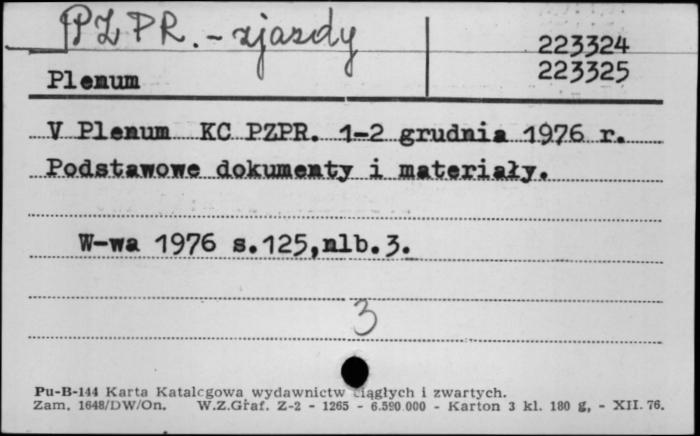 PZPR. - zjazdy
223324
223325
Plenum
V Plenum KC PZPR. 1-2 grudnia 1976 r.
Podstawowe dokumenty i materiały.
W-wa 1976 s.125,nlb.3.
3
Pu-B-144 Karta Katalogowa wydawnictw ciągłych i zwartych.
Zam. 1648/DW/On. W.Z.Graf. Z-2 - 1265 - 6.590.000 - Karton 3 kl. 180 g, - XII. 76.